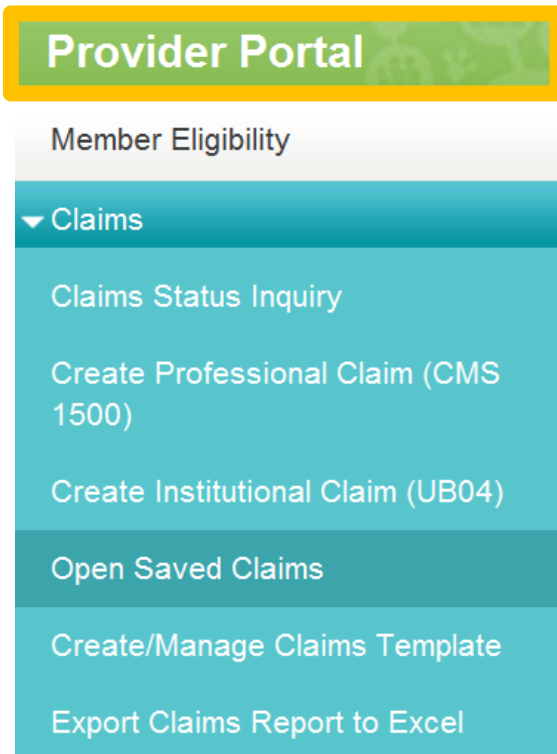 Provider Portal
Member Eligibility
Claims
Claims Status Inquiry
Create Professional Claim (CMS
1500)
Create Institutional Claim (UB04)
Open Saved Claims
Create/Manage Claims Template
Export Claims Report to Excel